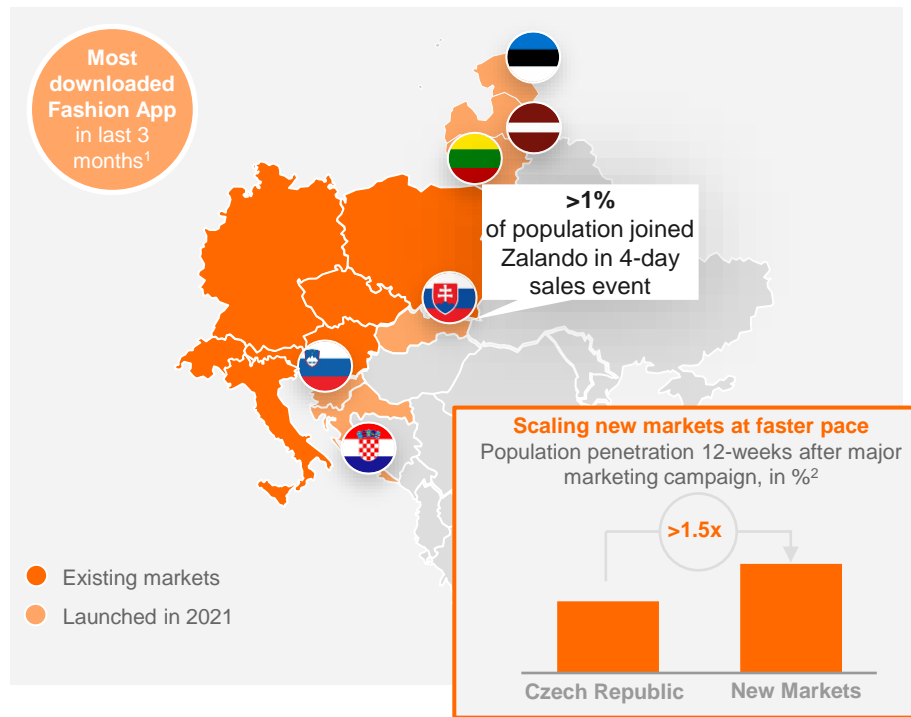 Most
downloaded
Fashion App
in last 3
months¹
>1%
of population joined
Zalando in 4-day
sales event
Scaling new markets at faster pace
Population penetration 12-weeks after major
marketing campaign, in %²
>1.5x
Czech Republic
New Markets
Existing markets
Launched in 2021